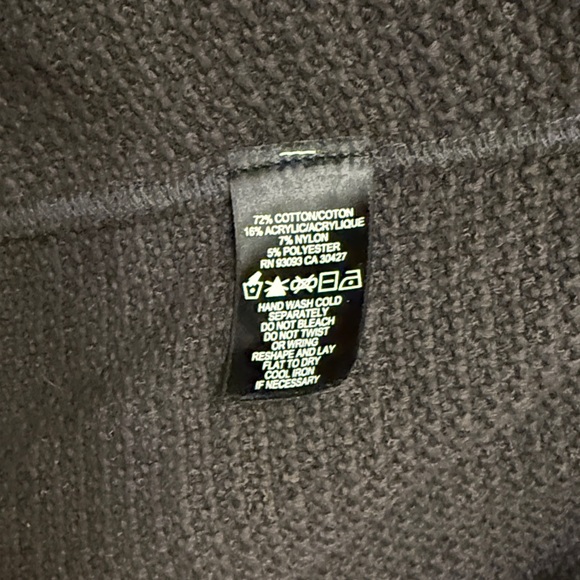 72% COTTON/COTON
16% ACRYLIC/ACRYLIQUE
7% NYLON
5% POLYESTER
RN 93093 CA 30427
HAND WASH COLD
SEPARATELY
DO NOT BLEACH
DO NOT TWIST
OR WRING
RESHAPE AND LAY
FLAT TO DRY
COOL IRON
IF NECESSARY